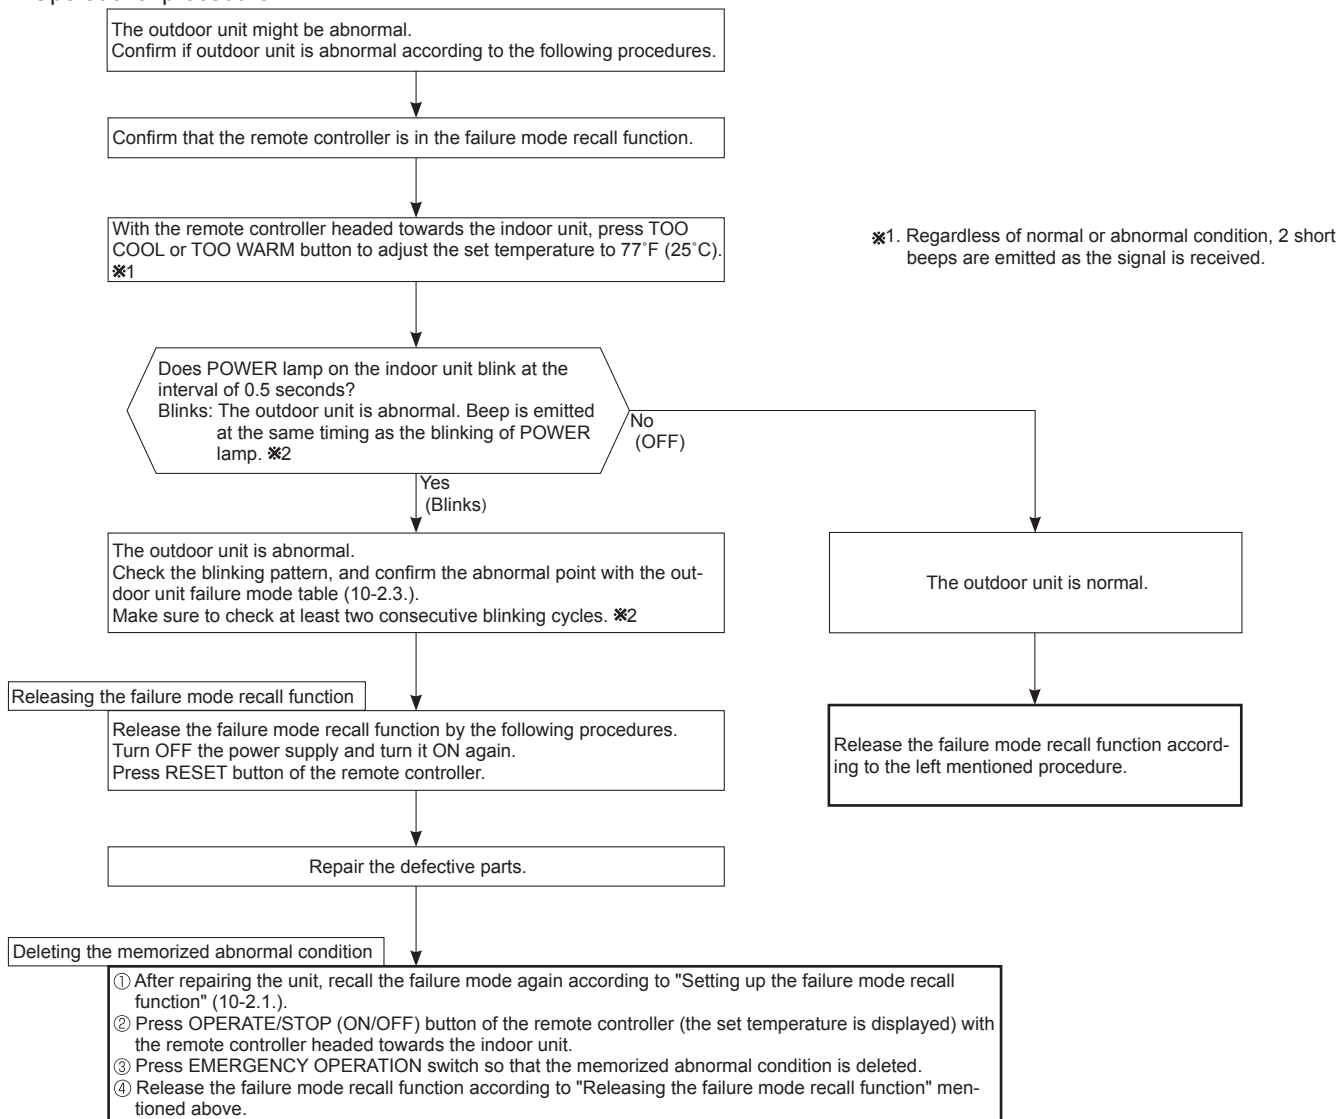 The outdoor unit might be abnormal.
Confirm if outdoor unit is abnormal according to the following procedures.
Confirm that the remote controller is in the failure mode recall function.
With the remote controller headed towards the indoor unit, press TOO
COOL or TOO WARM button to adjust the set temperature to 77˚F (25˚C).
※1
※1. Regardless of normal or abnormal condition, 2 short
beeps are emitted as the signal is received.
Does POWER lamp on the indoor unit blink at the
interval of 0.5 seconds?
Blinks: The outdoor unit is abnormal. Beep is emitted
at the same timing as the blinking of POWER
lamp. ※2
No
(OFF)
Yes
(Blinks)
The outdoor unit is abnormal.
Check the blinking pattern, and confirm the abnormal point with the out-
door unit failure mode table (10-2.3.).
Make sure to check at least two consecutive blinking cycles. ※2
The outdoor unit is normal.
Releasing the failure mode recall function
Release the failure mode recall function by the following procedures.
Turn OFF the power supply and turn it ON again.
Press RESET button of the remote controller.
Release the failure mode recall function accord-
ing to the left mentioned procedure.
Repair the defective parts.
Deleting the memorized abnormal condition
① After repairing the unit, recall the failure mode again according to "Setting up the failure mode recall
function" (10-2.1.).
② Press OPERATE/STOP (ON/OFF) button of the remote controller (the set temperature is displayed) with
the remote controller headed towards the indoor unit.
③ Press EMERGENCY OPERATION switch so that the memorized abnormal condition is deleted.
④ Release the failure mode recall function according to "Releasing the failure mode recall function" men-
tioned above.